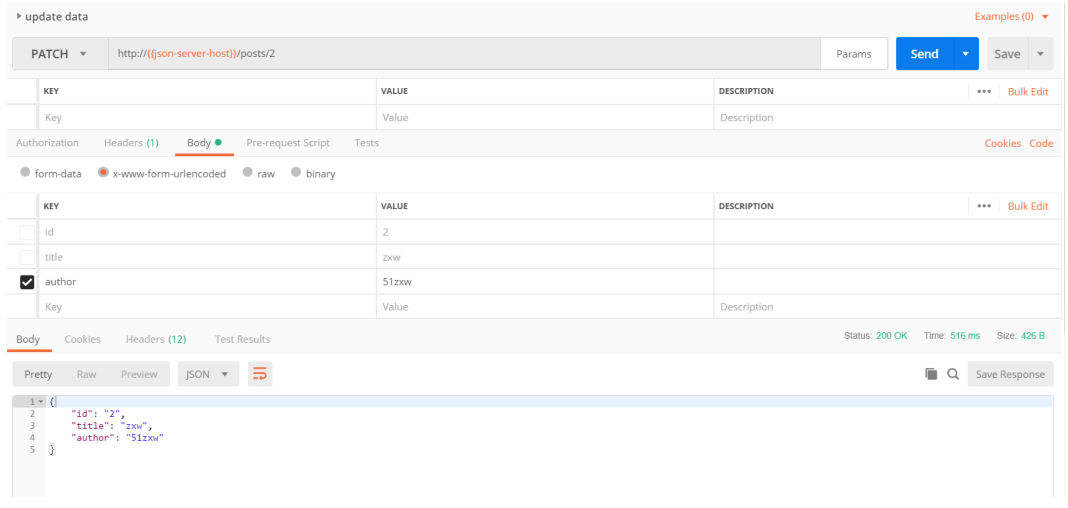 update data Examples (0)
PATCH http://{{json-server-host}}/posts/2 Params Send Save
KEY VALUE DESCRIPTION ••• Bulk Edit
Key Value Description
Authorization Headers (1) Body Pre-request Script Tests Cookies Code
form-data x-www-form-urlencoded raw binary
KEY VALUE DESCRIPTION ••• Bulk Edit
id 2
title zxw
author 51zxw
Key Value Description
Body Cookies Headers (12) Test Results Status: 200 OK Time: 516 ms Size: 426 B
Pretty Raw Preview JSON Save Response
1 {
2 "id": "2",
3 "title": "zxw",
4 "author": "51zxw"
5 }